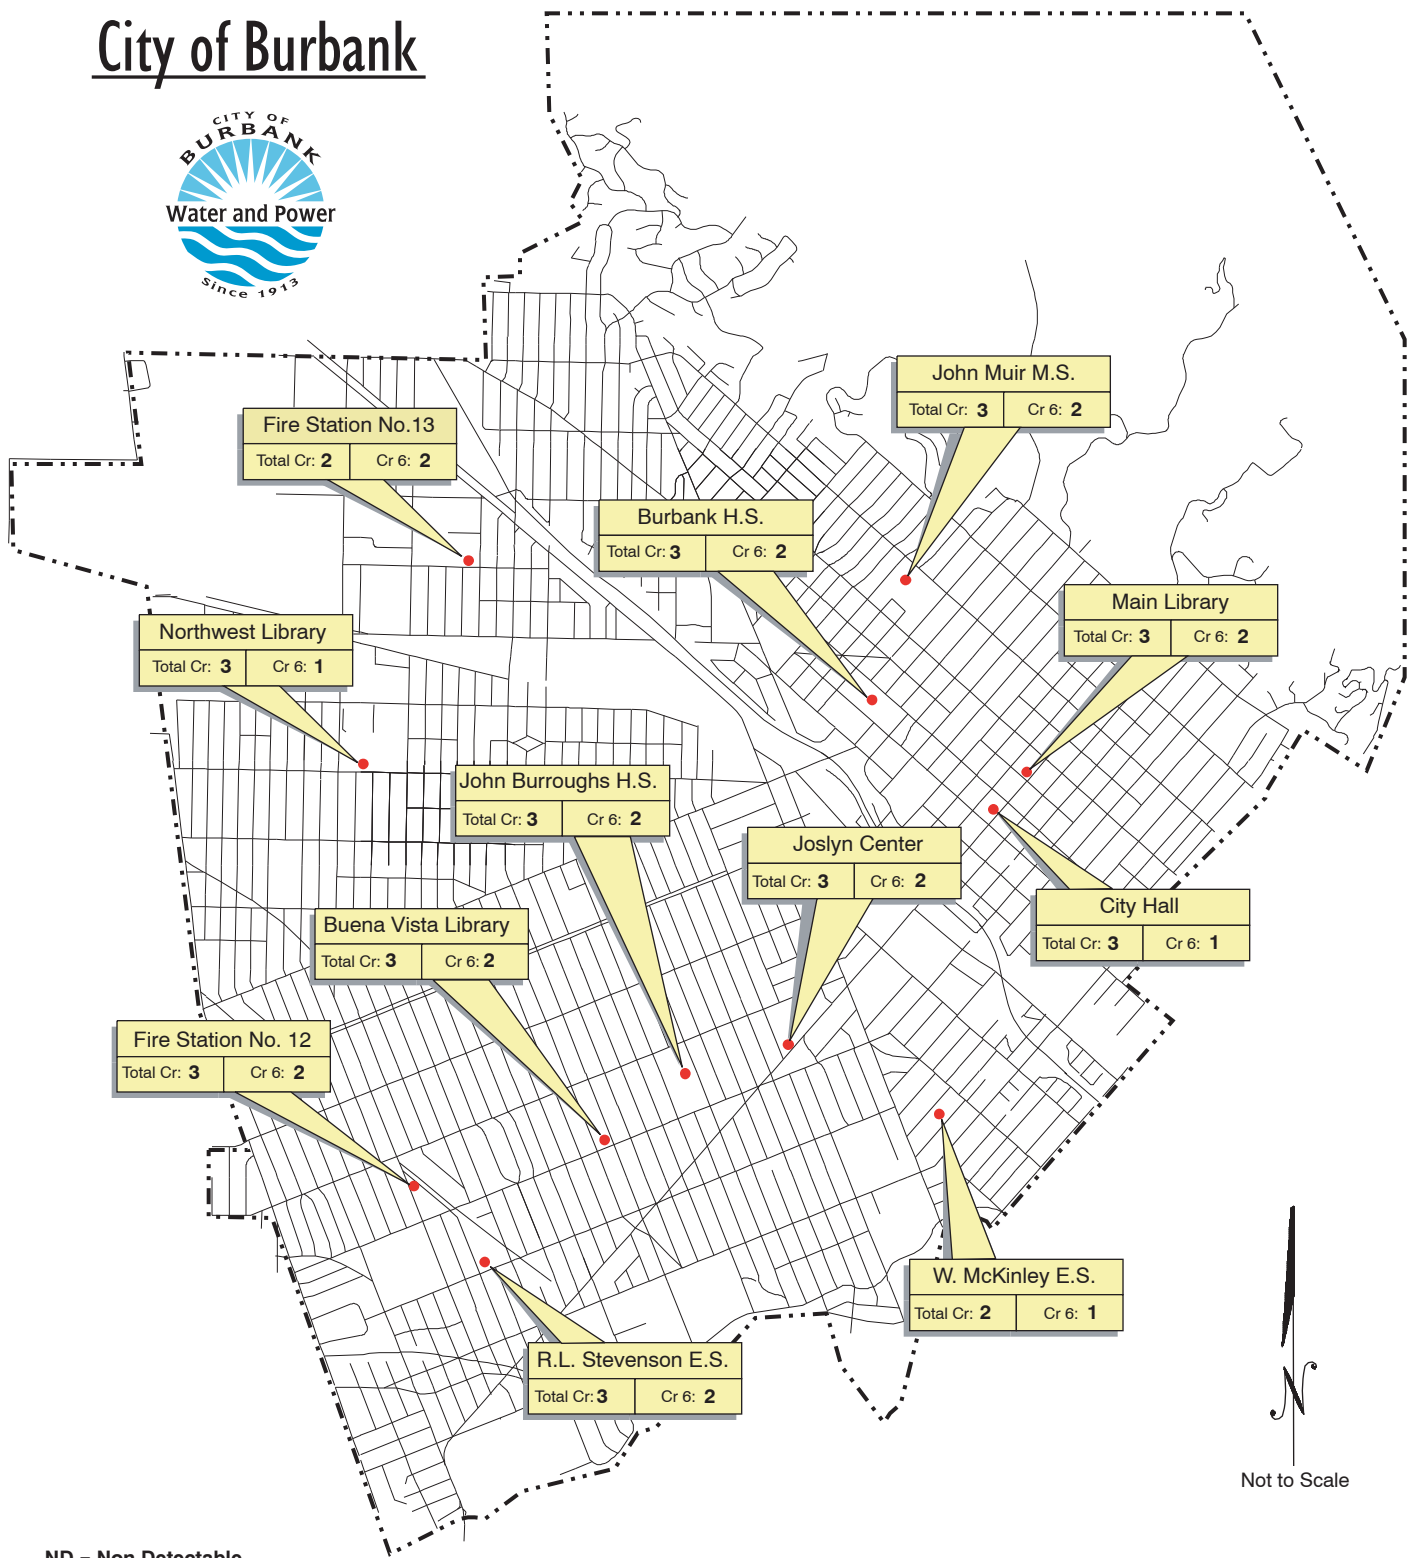 City of Burbank
CITY OF
BURBANK
Water and Power
Since 1913
John Muir M.S.
Total Cr: 3 Cr 6: 2
Fire Station No.13
Total Cr: 2 Cr 6: 2
Burbank H.S.
Total Cr: 3 Cr 6: 2
Main Library
Total Cr: 3 Cr 6: 2
Northwest Library
Total Cr: 3 Cr 6: 1
John Burroughs H.S.
Total Cr: 3 Cr 6: 2
Joslyn Center
Total Cr: 3 Cr 6: 2
City Hall
Total Cr: 3 Cr 6: 1
Buena Vista Library
Total Cr: 3 Cr 6: 2
Fire Station No. 12
Total Cr: 3 Cr 6: 2
W. McKinley E.S.
Total Cr: 2 Cr 6: 1
R.L. Stevenson E.S.
Total Cr: 3 Cr 6: 2
N
Not to Scale
ND = Non Detectable